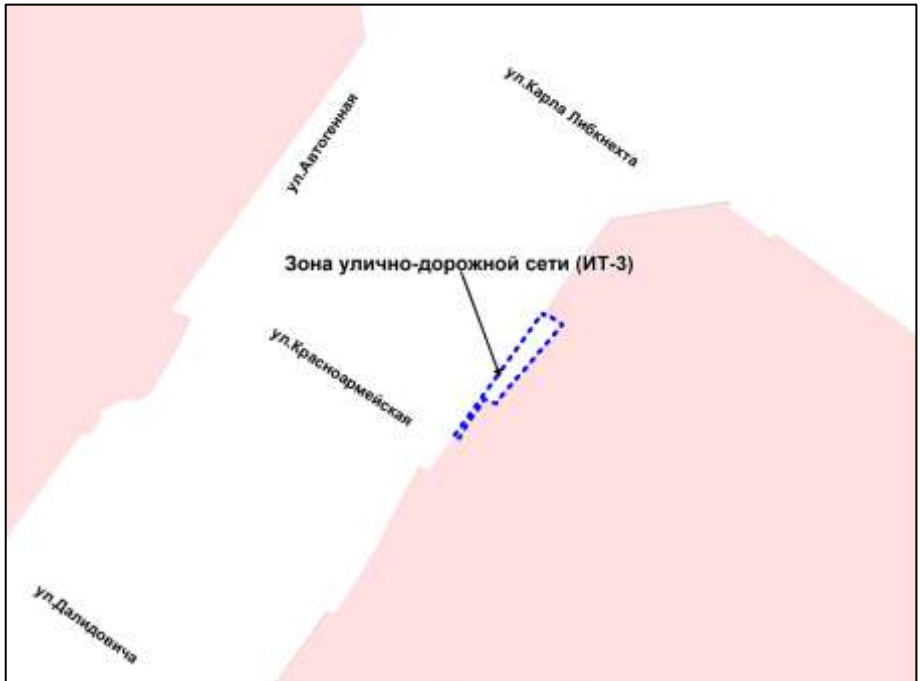 ул.Карла Либкнехта
ул.Автогенная
Зона улично-дорожной сети (ИТ-3)
ул.Красноармейская
ул.Далидовича